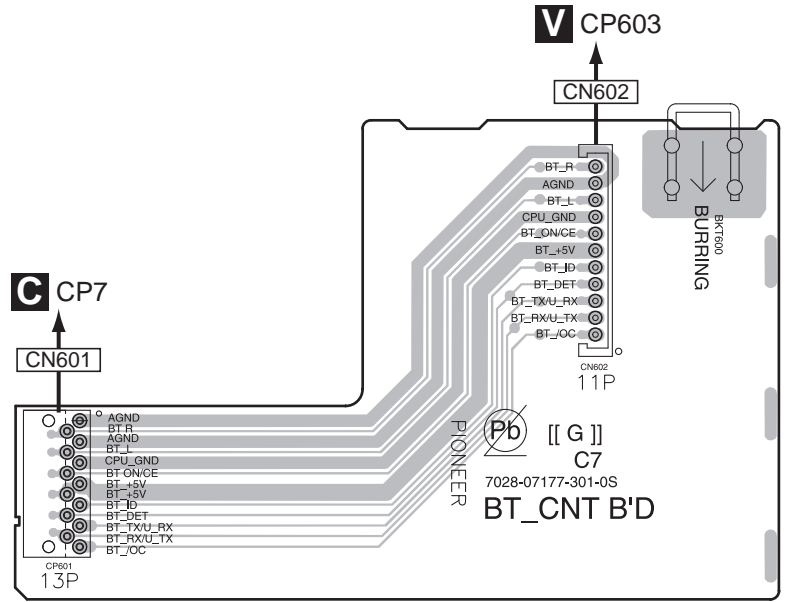 V CP603
CN602
BT_R
AGND
BT_L
CPU_GND
BT_ON/CE
BT_+5V
BT_ID
BT_DET
BT_TX/U_RX
BT_RX/U_TX
BT_/OC
CN602
11P
BKT600
BURRING
C CP7
CN601
AGND
BT R
AGND
BT_L
CPU_GND
BT ON/CE
BT_+5V
BT_+5V
BT_ID
BT_DET
BT_TX/U_RX
BT_RX/U_TX
BT_/OC
CP601
13P
PIONEER
Pb
[[ G ]]
C7
7028-07177-301-0S
BT_CNT B'D